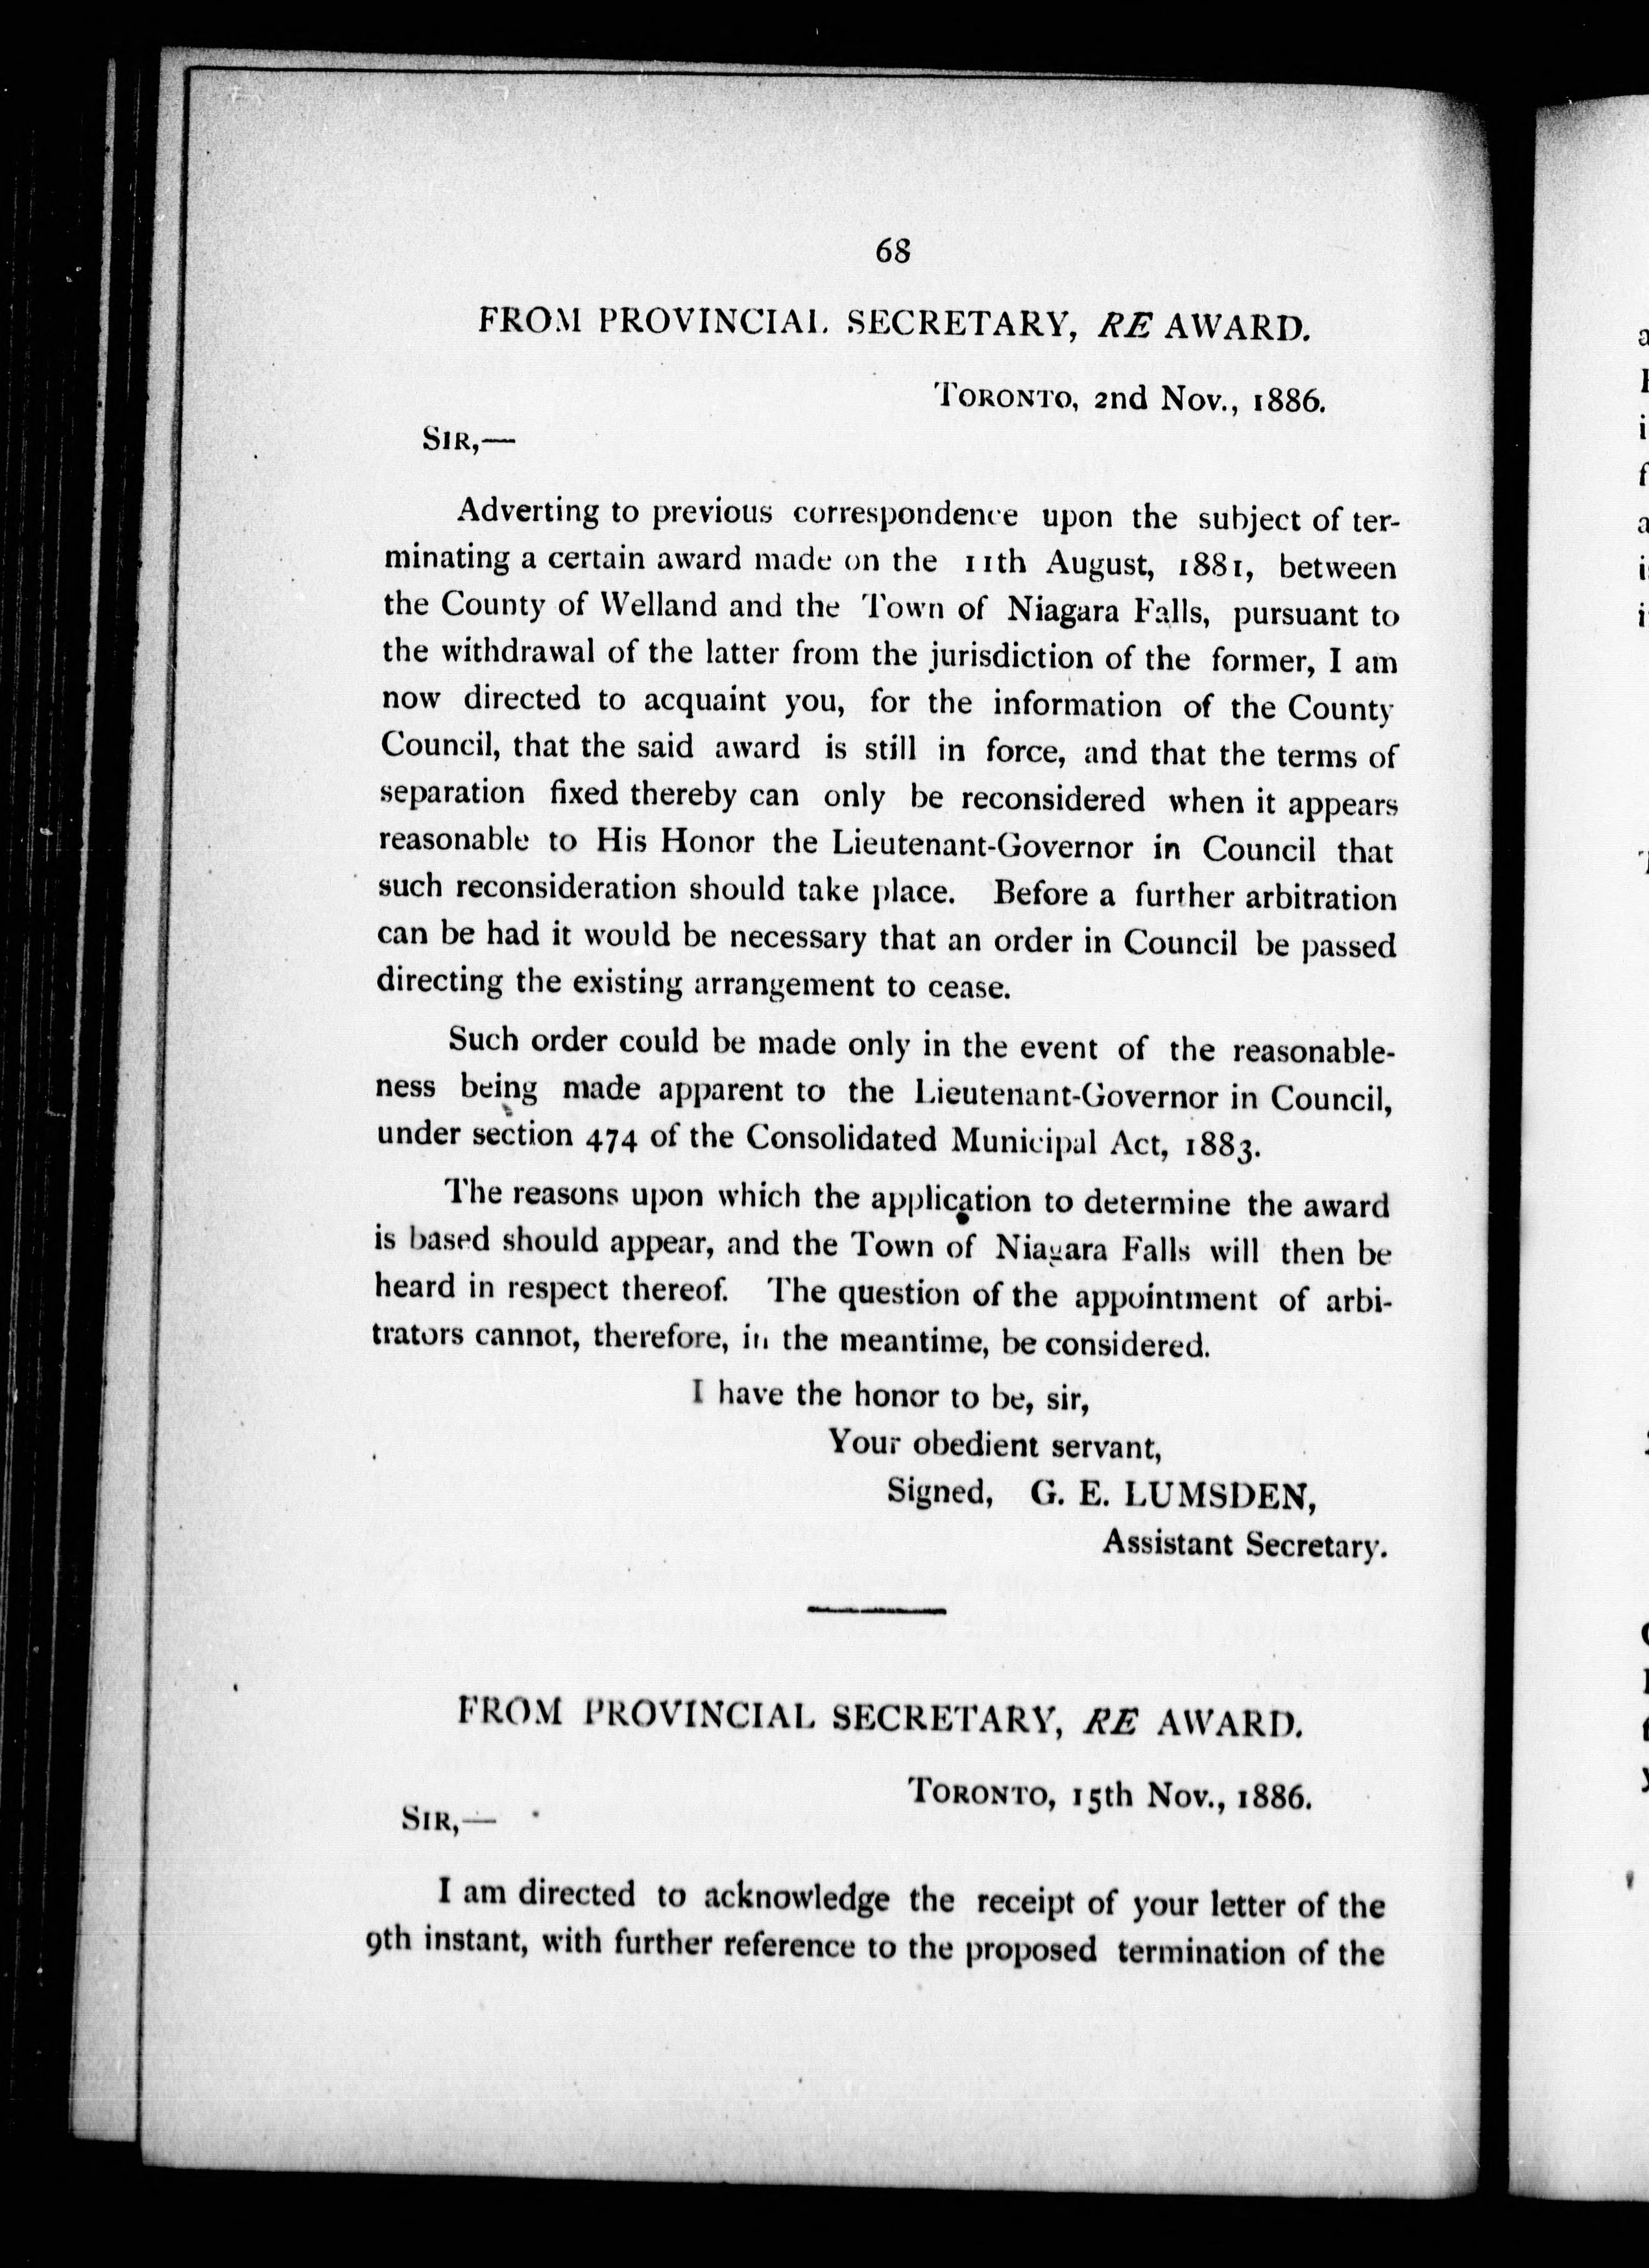 68
FROM PROVINCIAL SECRETARY, RE AWARD.
TORONTO, 2nd Nov., 1886.
SIR,—
Adverting to previous correspondence upon the subject of ter-
minating a certain award made on the 11th August, 1881, between
the County of Welland and the Town of Niagara Falls, pursuant to
the withdrawal of the latter from the jurisdiction of the former, I am
now directed to acquaint you, for the information of the County
Council, that the said award is still in force, and that the terms of
separation fixed thereby can only be reconsidered when it appears
reasonable to His Honor the Lieutenant-Governor in Council that
such reconsideration should take place. Before a further arbitration
can be had it would be necessary that an order in Council be passed
directing the existing arrangement to cease.
Such order could be made only in the event of the reasonable-
ness being made apparent to the Lieutenant-Governor in Council,
under section 474 of the Consolidated Municipal Act, 1883.
The reasons upon which the application to determine the award
is based should appear, and the Town of Niagara Falls will then be
heard in respect thereof. The question of the appointment of arbi-
trators cannot, therefore, in the meantime, be considered.
I have the honor to be, sir,
Your obedient servant,
Signed, G. E. LUMSDEN,
Assistant Secretary.
FROM PROVINCIAL SECRETARY, RE AWARD.
TORONTO, 15th Nov., 1886.
SIR,—
I am directed to acknowledge the receipt of your letter of the
9th instant, with further reference to the proposed termination of the